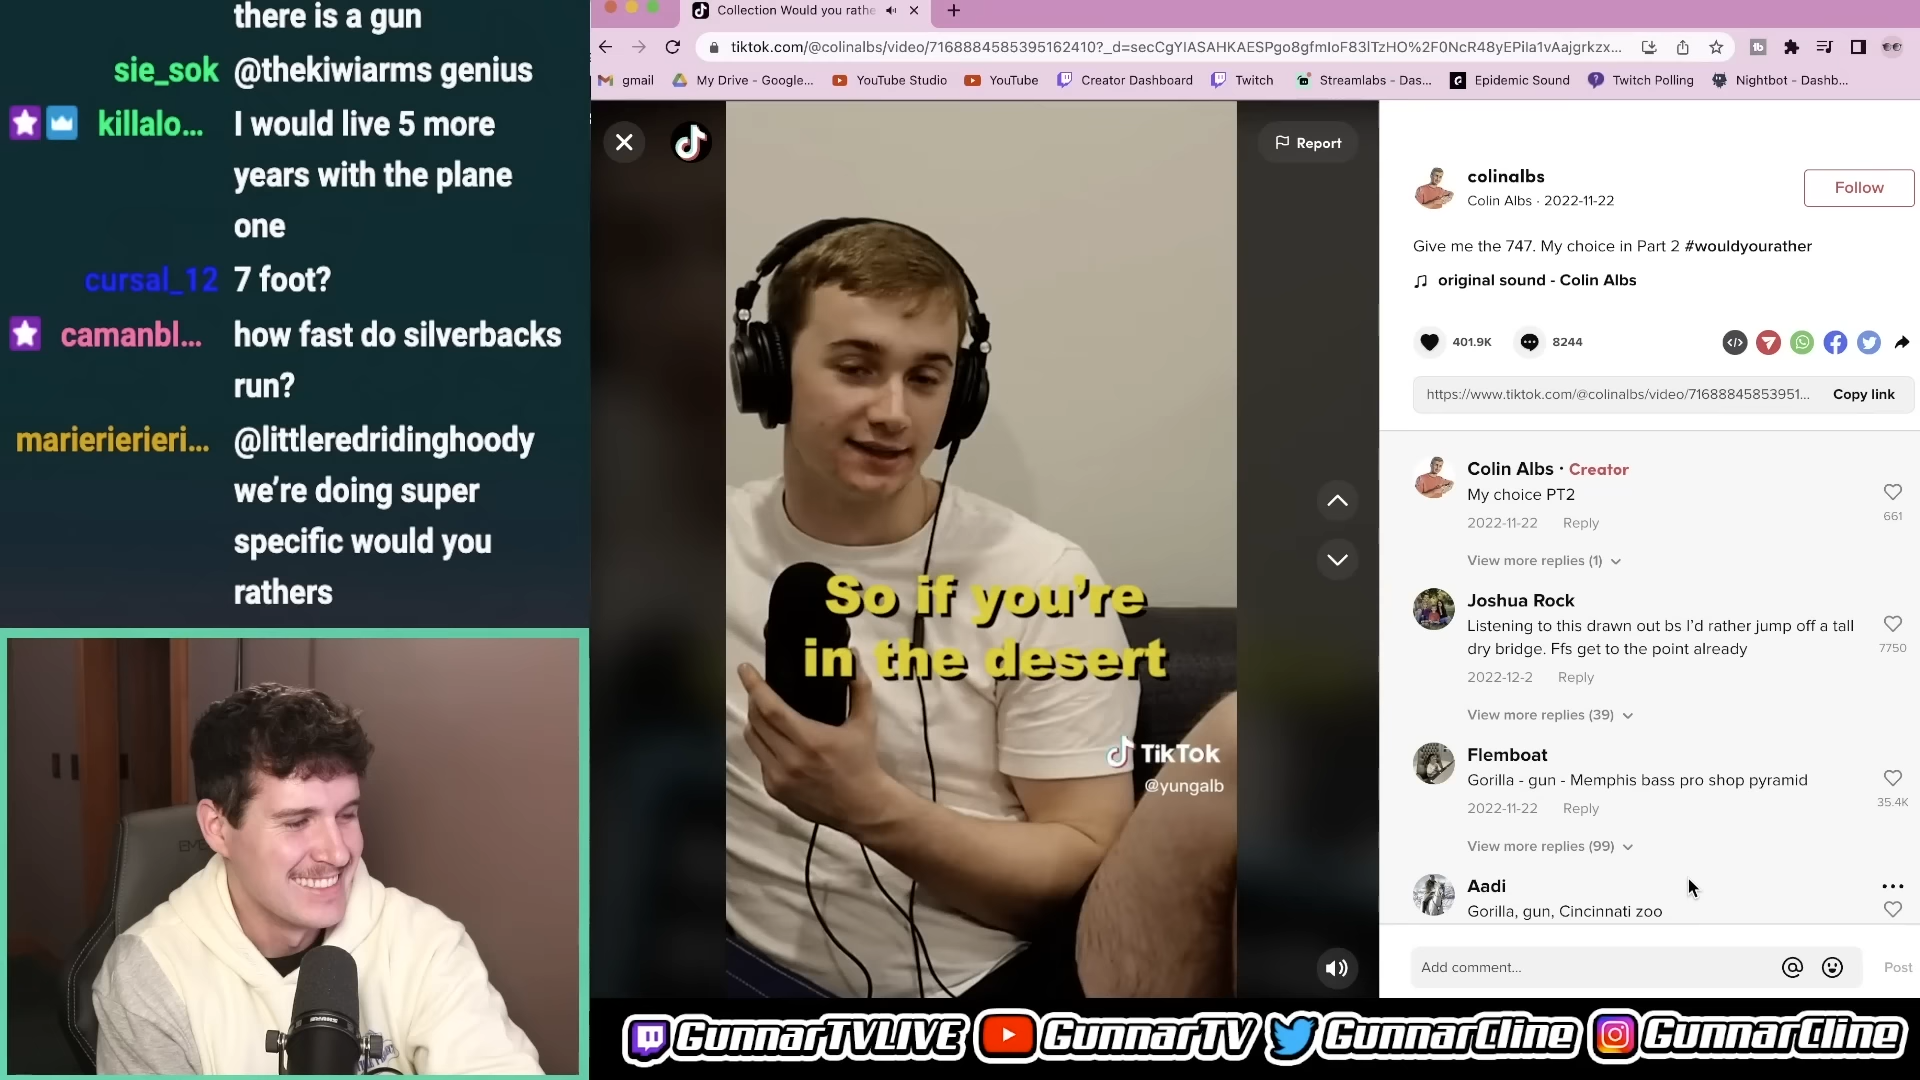 there is a gun
sie_sok @thekiwiarms genius
killalo... I would live 5 more
years with the plane
one
cursal_12 7 foot?
camanbl... how fast do silverbacks
run?
marierierieri... @littleredridinghoody
we're doing super
specific would you
rathers
Collection Would you rathe
tiktok.com/@colinalbs/video/7168884585395162410?_d=secCgYIASAHKAESPgo8gfmIoF83lTzHO%2F0NcR48yEPiIa1vAajgrkzx...
gmail My Drive - Google... YouTube Studio YouTube Creator Dashboard Twitch Streamlabs - Das... Epidemic Sound Twitch Polling Nightbot - Dashb...
Report
So if you're
in the desert
TikTok
@yungalb
colinalbs
Colin Albs · 2022-11-22
Follow
Give me the 747. My choice in Part 2 #wouldyourather
original sound - Colin Albs
401.9K 8244
https://www.tiktok.com/@colinalbs/video/71688845853951... Copy link
Colin Albs · Creator
My choice PT2
2022-11-22 Reply
661
View more replies (1)
Joshua Rock
Listening to this drawn out bs I'd rather jump off a tall
dry bridge. Ffs get to the point already
7750
2022-12-2 Reply
View more replies (39)
Flemboat
Gorilla - gun - Memphis bass pro shop pyramid
35.4K
2022-11-22 Reply
View more replies (99)
Aadi
Gorilla, gun, Cincinnati zoo
Add comment... Post
GunnarTVLIVE GunnarTV GunnarCline GunnarCline